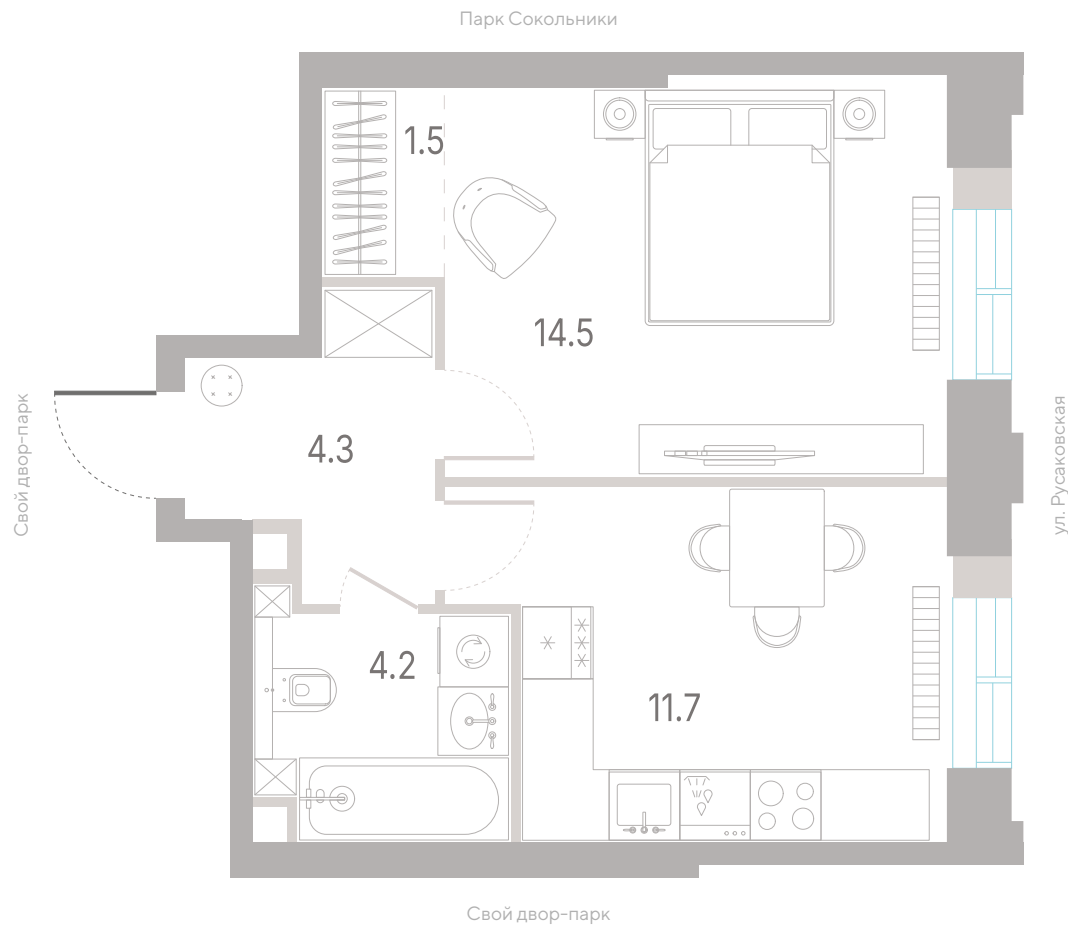 Парк Сокольники
1.5
14.5
4.3
Свой двор-парк
ул. Русаковская
4.2
11.7
Свой двор-парк